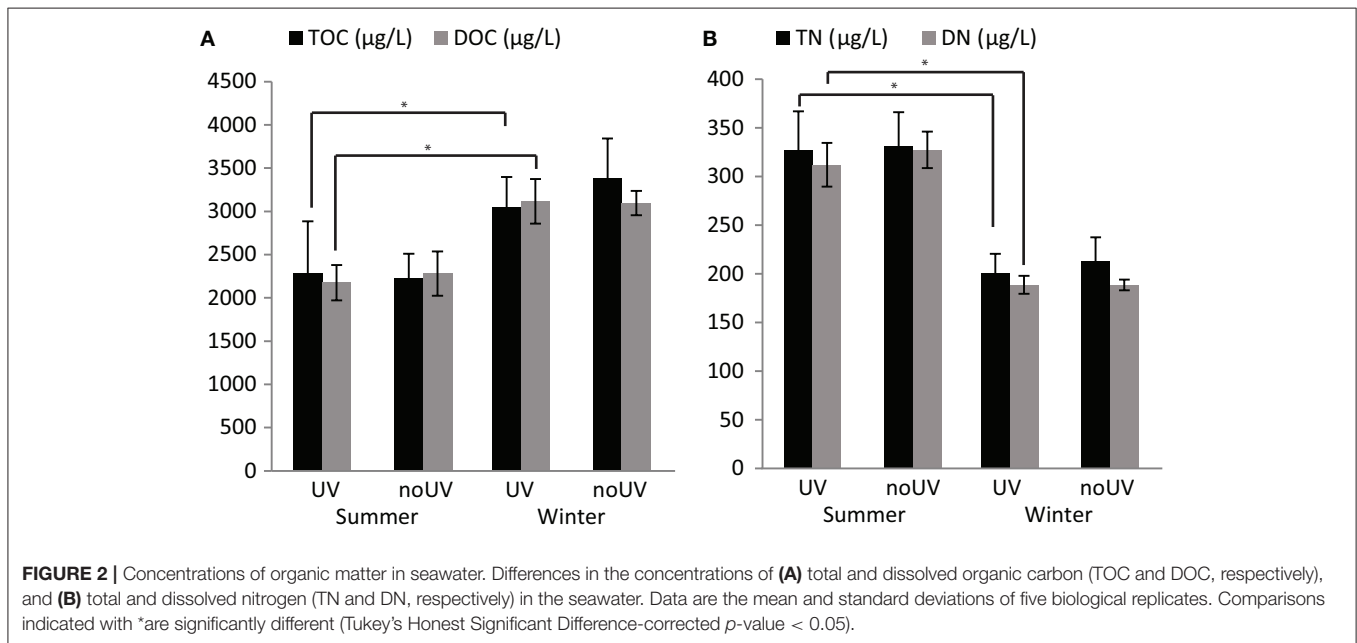 A
■ TOC (µg/L) ■ DOC (µg/L)
4500
4000
3500
3000
2500
2000
1500
1000
500
0
*
*
UV noUV UV noUV
Summer Winter
B
■ TN (µg/L) ■ DN (µg/L)
400
350
300
250
200
150
100
50
0
*
*
UV noUV UV noUV
Summer Winter
FIGURE 2 | Concentrations of organic matter in seawater. Differences in the concentrations of (A) total and dissolved organic carbon (TOC and DOC, respectively),
and (B) total and dissolved nitrogen (TN and DN, respectively) in the seawater. Data are the mean and standard deviations of five biological replicates. Comparisons
indicated with *are significantly different (Tukey's Honest Significant Difference-corrected p-value < 0.05).